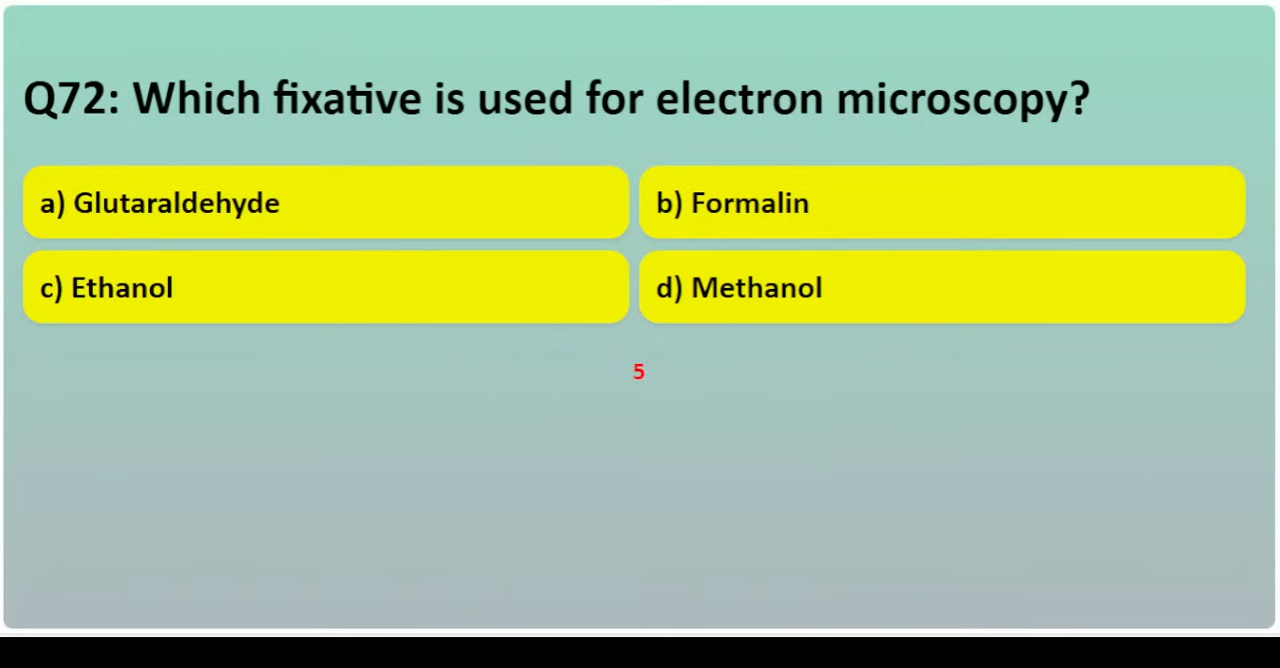 Q72: Which fixative is used for electron microscopy?
a) Glutaraldehyde
b) Formalin
c) Ethanol
d) Methanol
5